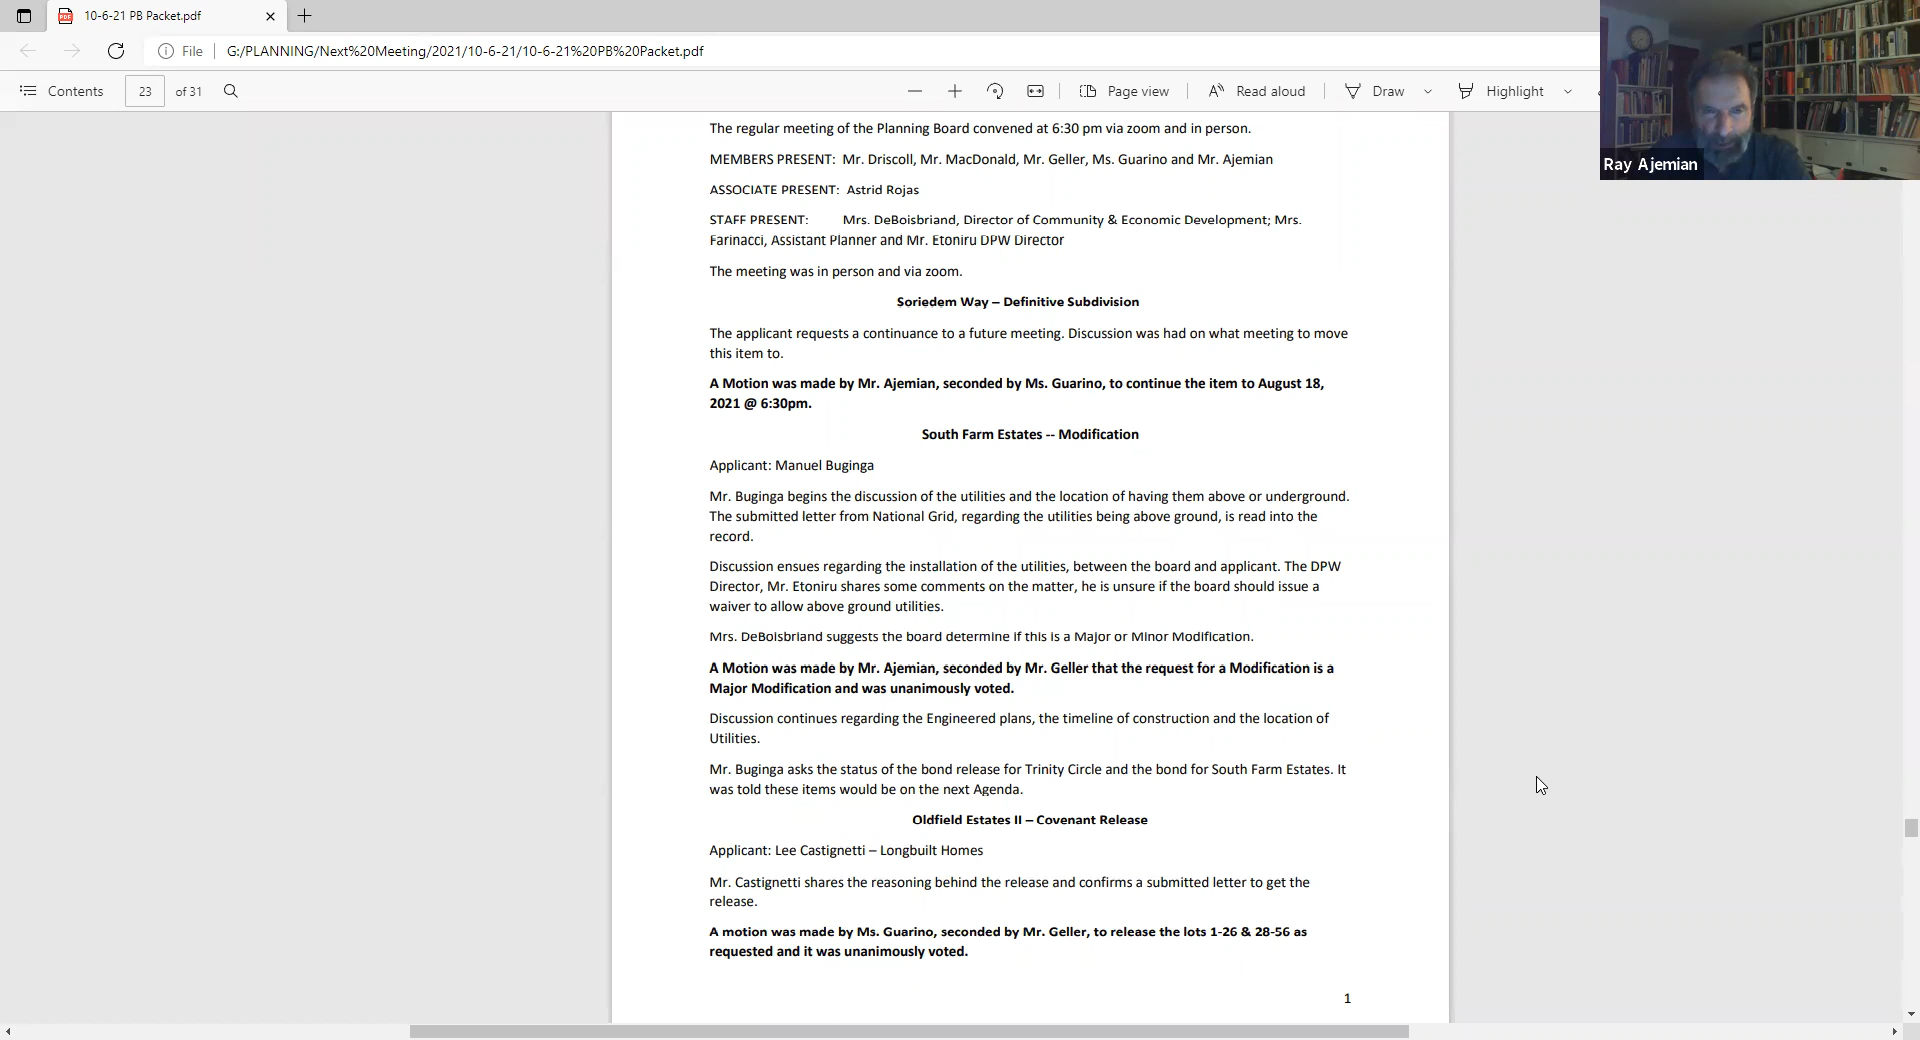 10-6-21 PB Packet.pdf
File
G:/PLANNING/Next%20Meeting/2021/10-6-21/10-6-21%20PB%20Packet.pdf
Contents
23
of 31
Page view
Read aloud
Draw
Highlight
Ray Ajemian
The regular meeting of the Planning Board convened at 6:30 pm via zoom and in person.
MEMBERS PRESENT: Mr. Driscoll, Mr. MacDonald, Mr. Geller, Ms. Guarino and Mr. Ajemian
ASSOCIATE PRESENT: Astrid Rojas
STAFF PRESENT: Mrs. DeBoisbriand, Director of Community & Economic Development; Mrs.
Farinacci, Assistant Planner and Mr. Etoniru DPW Director
The meeting was in person and via zoom.
Soriedem Way – Definitive Subdivision
The applicant requests a continuance to a future meeting. Discussion was had on what meeting to move
this item to.
A Motion was made by Mr. Ajemian, seconded by Ms. Guarino, to continue the item to August 18,
2021 @ 6:30pm.
South Farm Estates -- Modification
Applicant: Manuel Buginga
Mr. Buginga begins the discussion of the utilities and the location of having them above or underground.
The submitted letter from National Grid, regarding the utilities being above ground, is read into the
record.
Discussion ensues regarding the installation of the utilities, between the board and applicant. The DPW
Director, Mr. Etoniru shares some comments on the matter, he is unsure if the board should issue a
waiver to allow above ground utilities.
Mrs. DeBoisbriand suggests the board determine if this is a Major or Minor Modification.
A Motion was made by Mr. Ajemian, seconded by Mr. Geller that the request for a Modification is a
Major Modification and was unanimously voted.
Discussion continues regarding the Engineered plans, the timeline of construction and the location of
Utilities.
Mr. Buginga asks the status of the bond release for Trinity Circle and the bond for South Farm Estates. It
was told these items would be on the next Agenda.
Oldfield Estates II – Covenant Release
Applicant: Lee Castignetti – Longbuilt Homes
Mr. Castignetti shares the reasoning behind the release and confirms a submitted letter to get the
release.
A motion was made by Ms. Guarino, seconded by Mr. Geller, to release the lots 1-26 & 28-56 as
requested and it was unanimously voted.
1